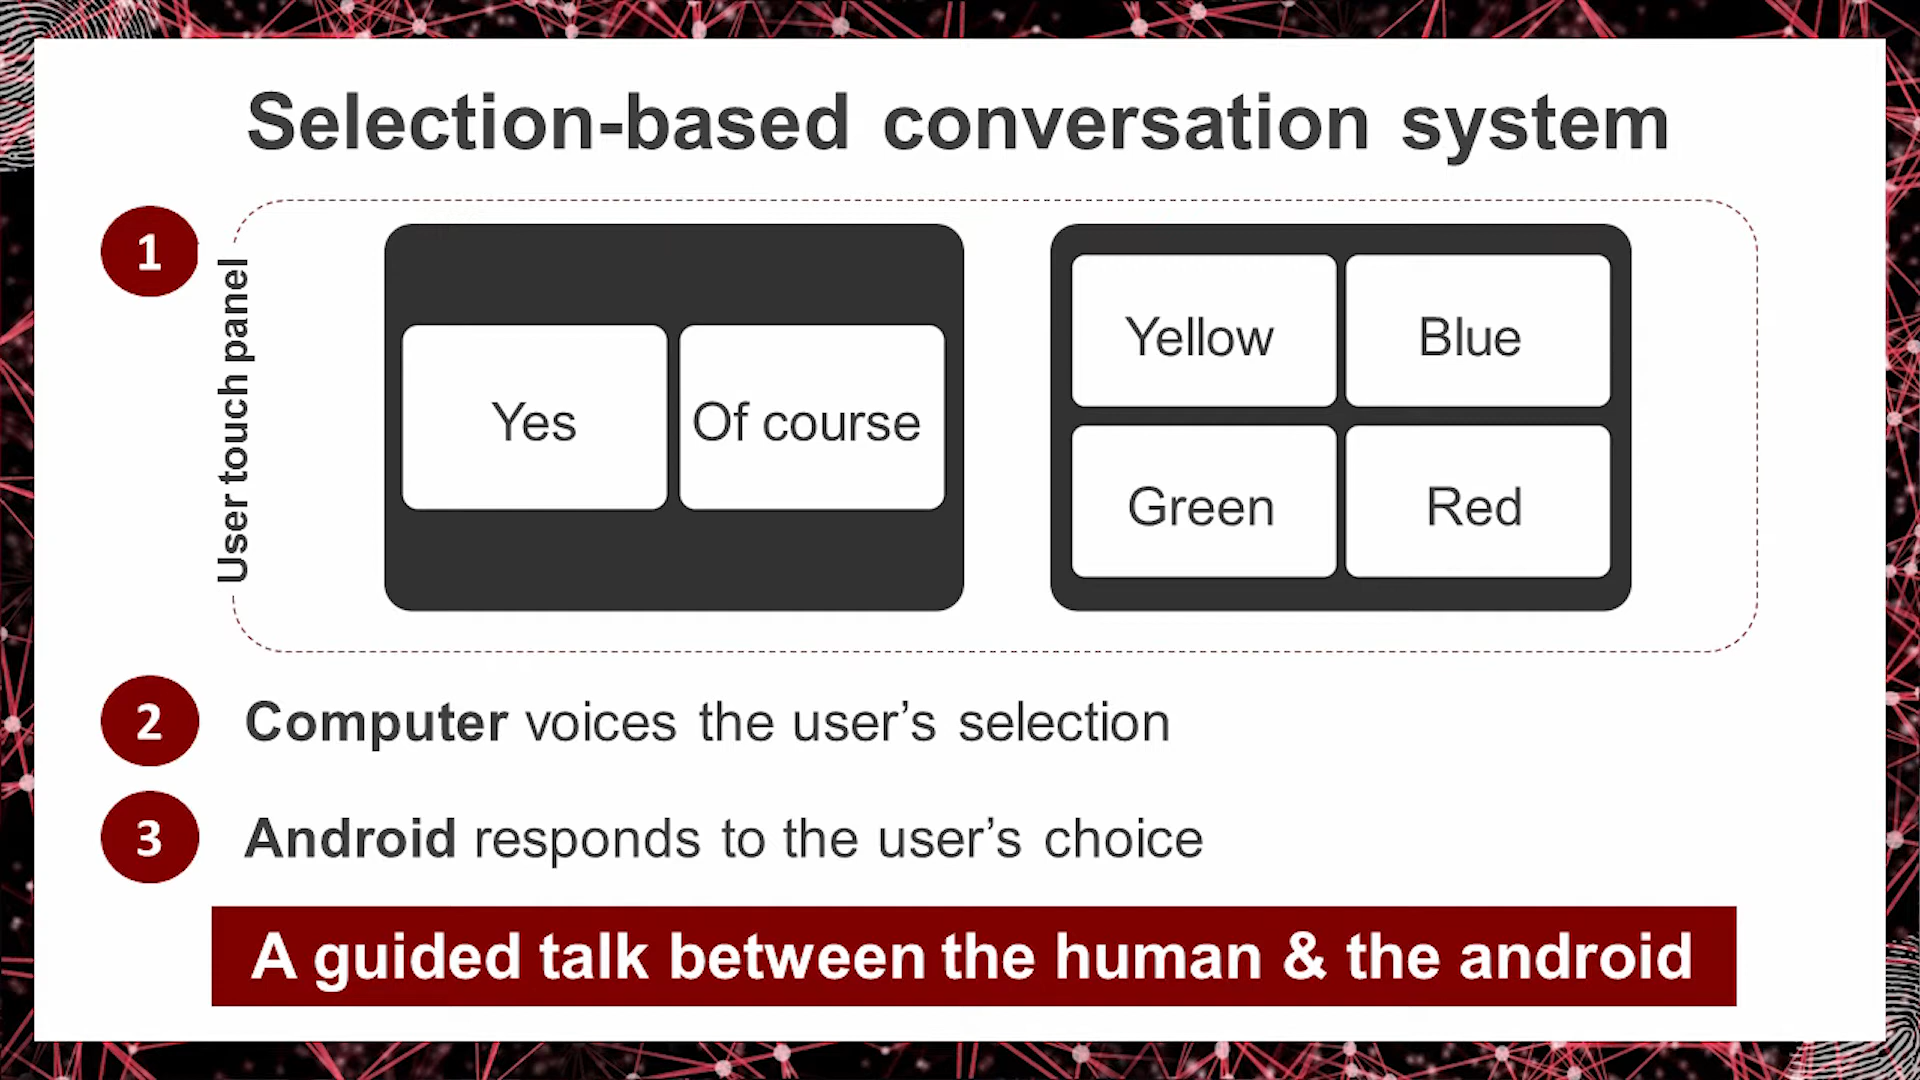 Selection-based conversation system
1
User touch panel
Yes
Of course
Yellow
Blue
Green
Red
2
Computer voices the user’s selection
3
Android responds to the user’s choice
A guided talk between the human & the android